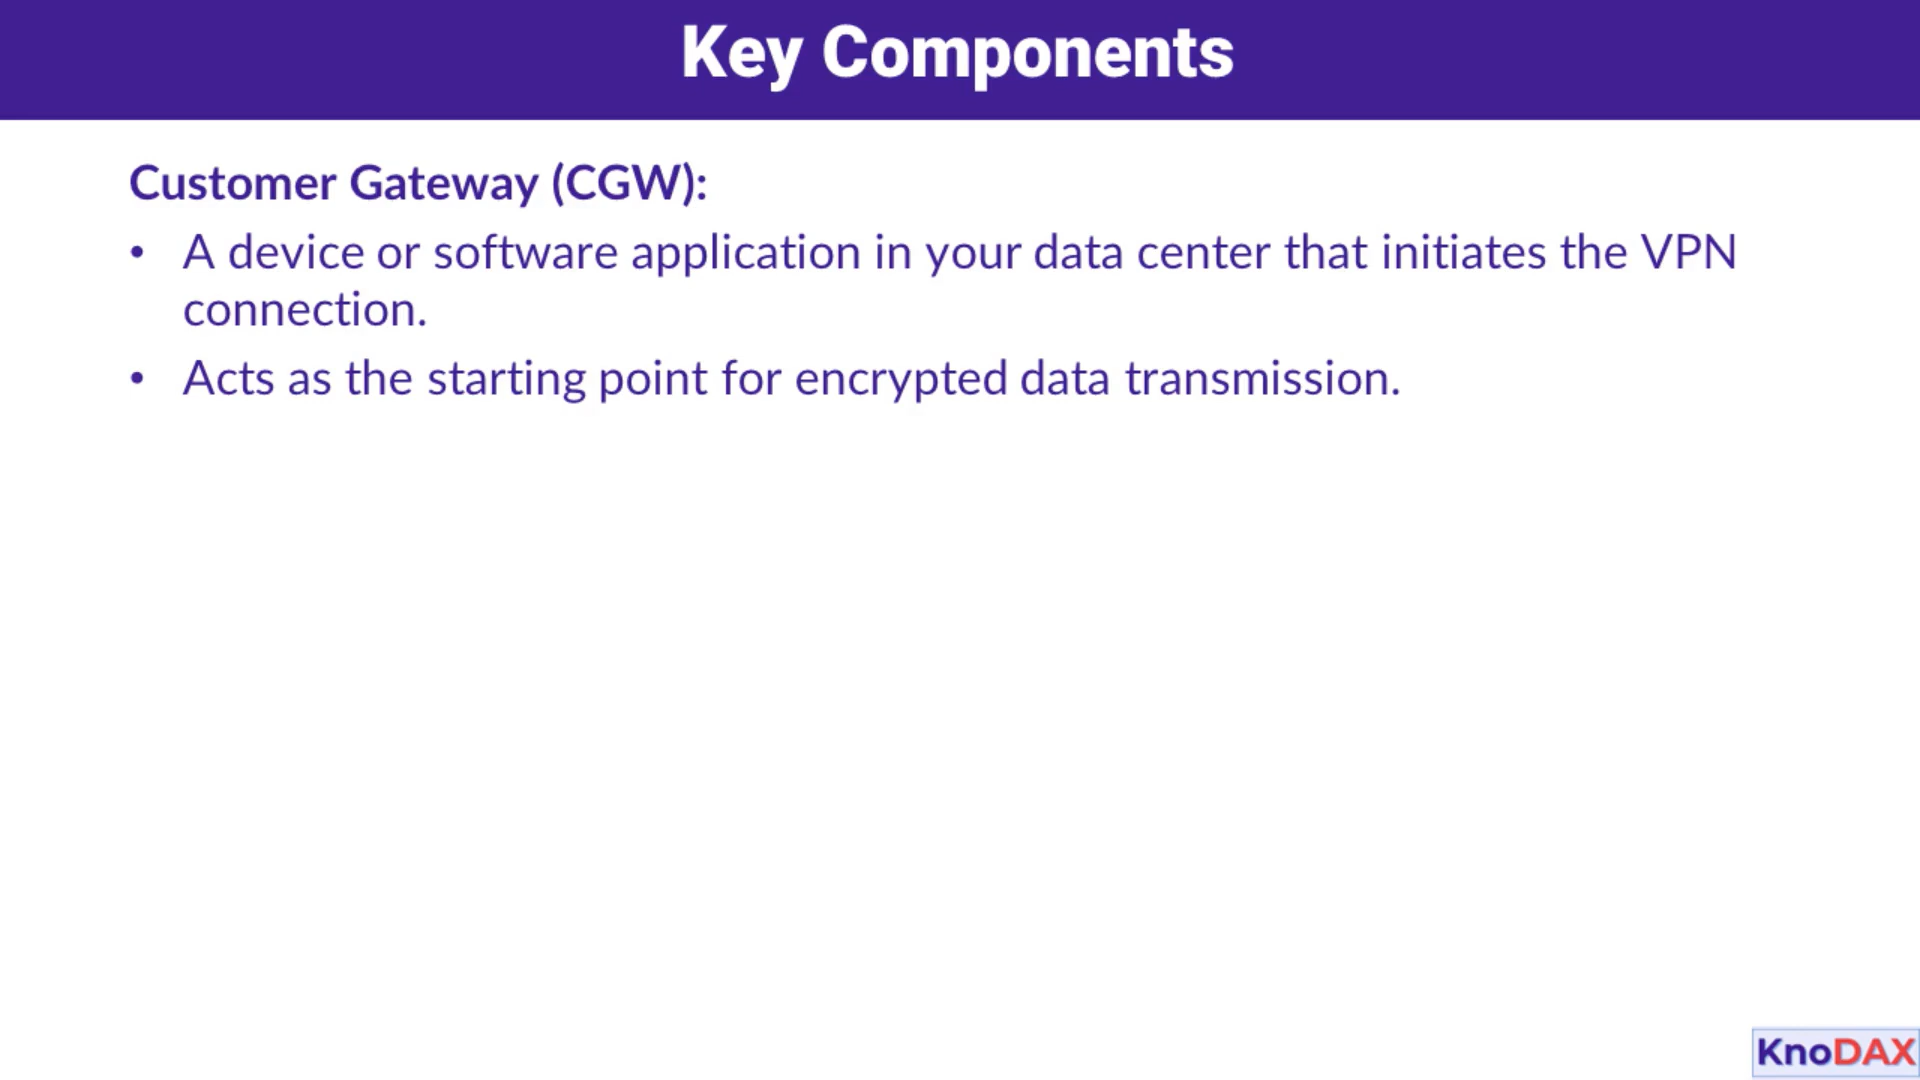 Key Components
Customer Gateway (CGW):
• A device or software application in your data center that initiates the VPN
connection.
• Acts as the starting point for encrypted data transmission.
KnoDAX